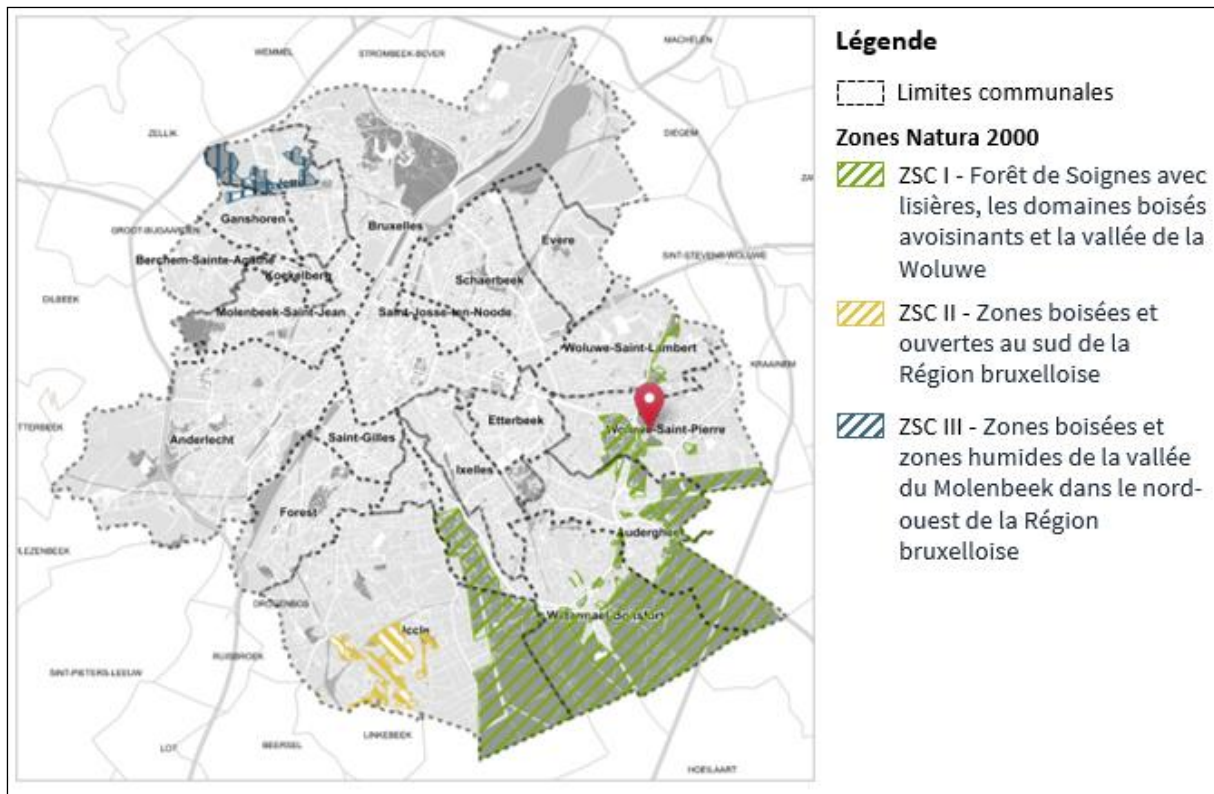 WEMMEL
STROMBEEK-BEVER
MACHELEN
ZELLIK
DIEGEM
Ganshoren
GROOT-BIJGAARDEN
Bruxelles
Evere
SINT-STEVENS-WOLUWE
Berchem-Sainte-Agathe
Koekelberg
Schaerbeek
DILBEEK
Molenbeek-Saint-Jean
Saint-Josse-ten-Noode
Woluwe-Saint-Lambert
KRAAINEM
Etterbeek
Woluwe-Saint-Pierre
Anderlecht
Saint-Gilles
Ixelles
Forest
Auderghem
LEZENBEEK
DROGENBOS
Watermael-Boitsfort
Uccle
RUISBROEK
SINT-PIETERS-LEEUW
LINKEBEEK
LOT
BEERSEL
HOEILAART
Légende
Limites communales
Zones Natura 2000
ZSC I - Forêt de Soignes avec
lisières, les domaines boisés
avoisinants et la vallée de la
Woluwe
ZSC II - Zones boisées et
ouvertes au sud de la
Région bruxelloise
ZSC III - Zones boisées et
zones humides de la vallée
du Molenbeek dans le nord-
ouest de la Région
bruxelloise